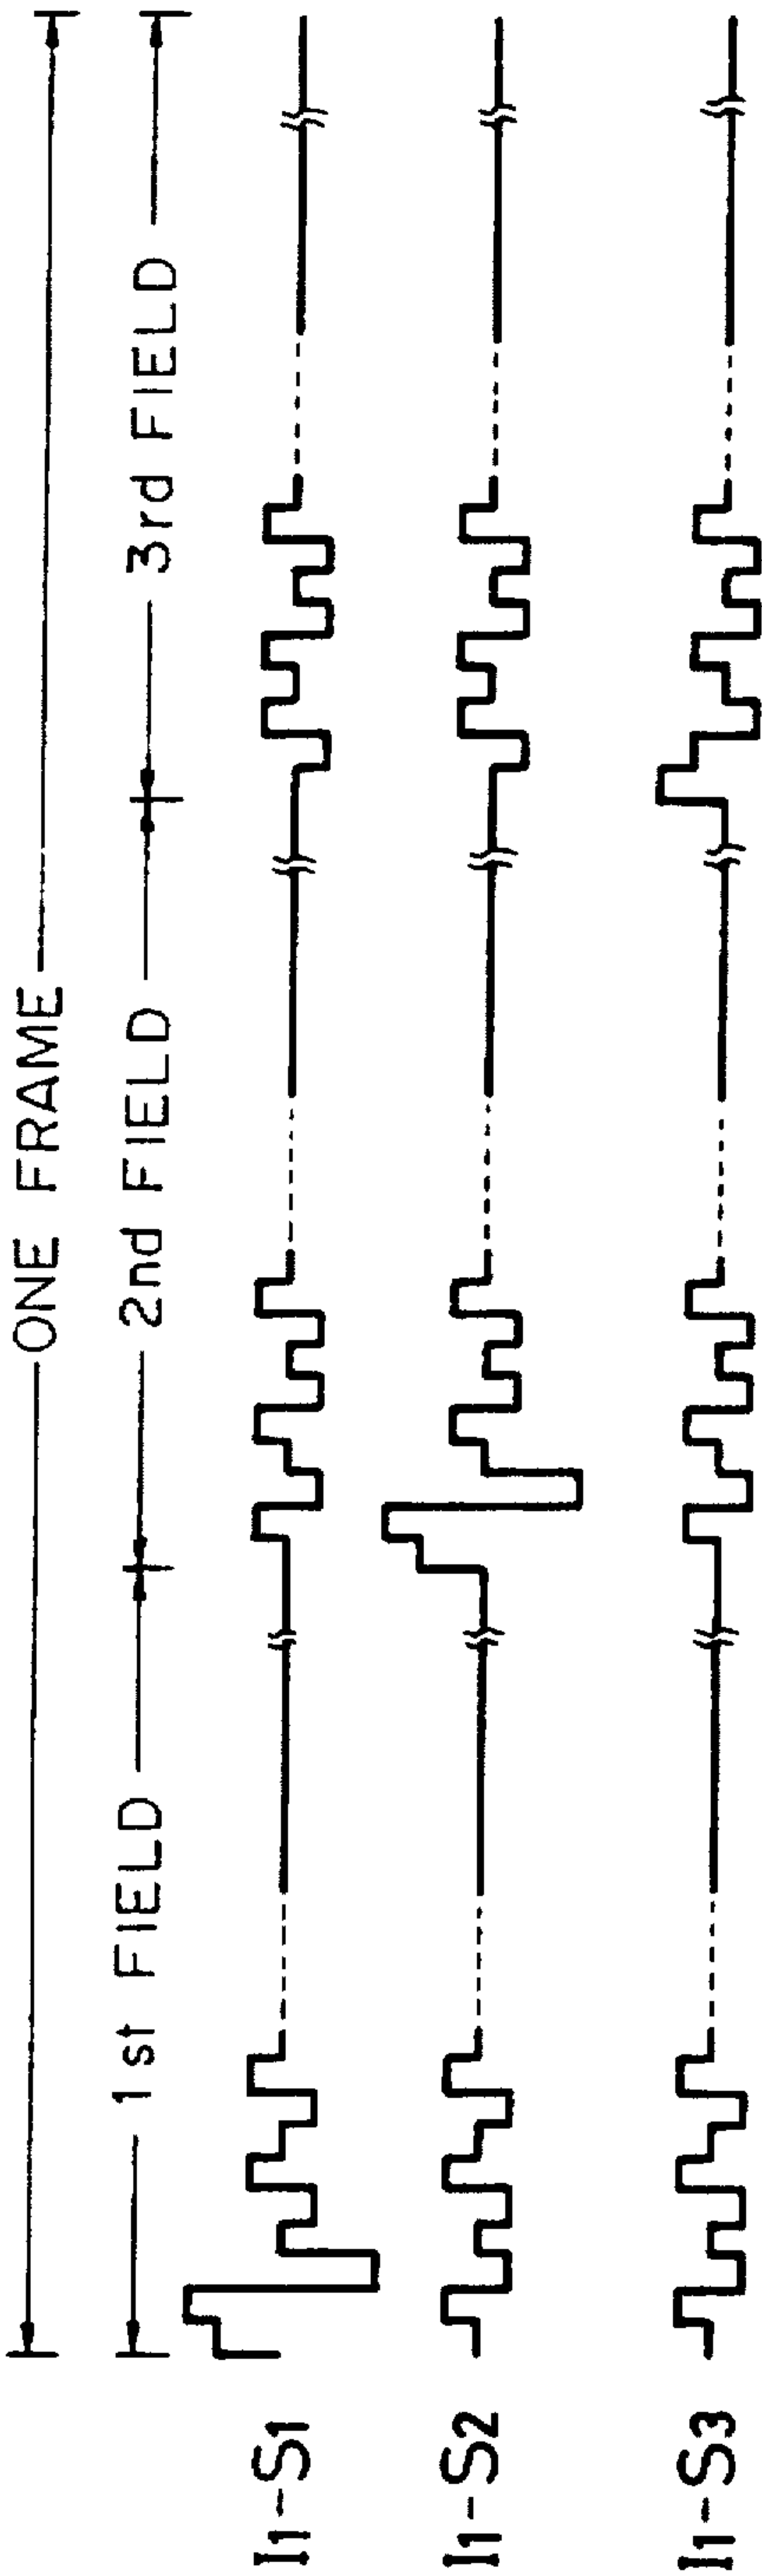 ONE FRAME
1st FIELD
2nd FIELD
3rd FIELD
I1-S1
I1-S2
I1-S3